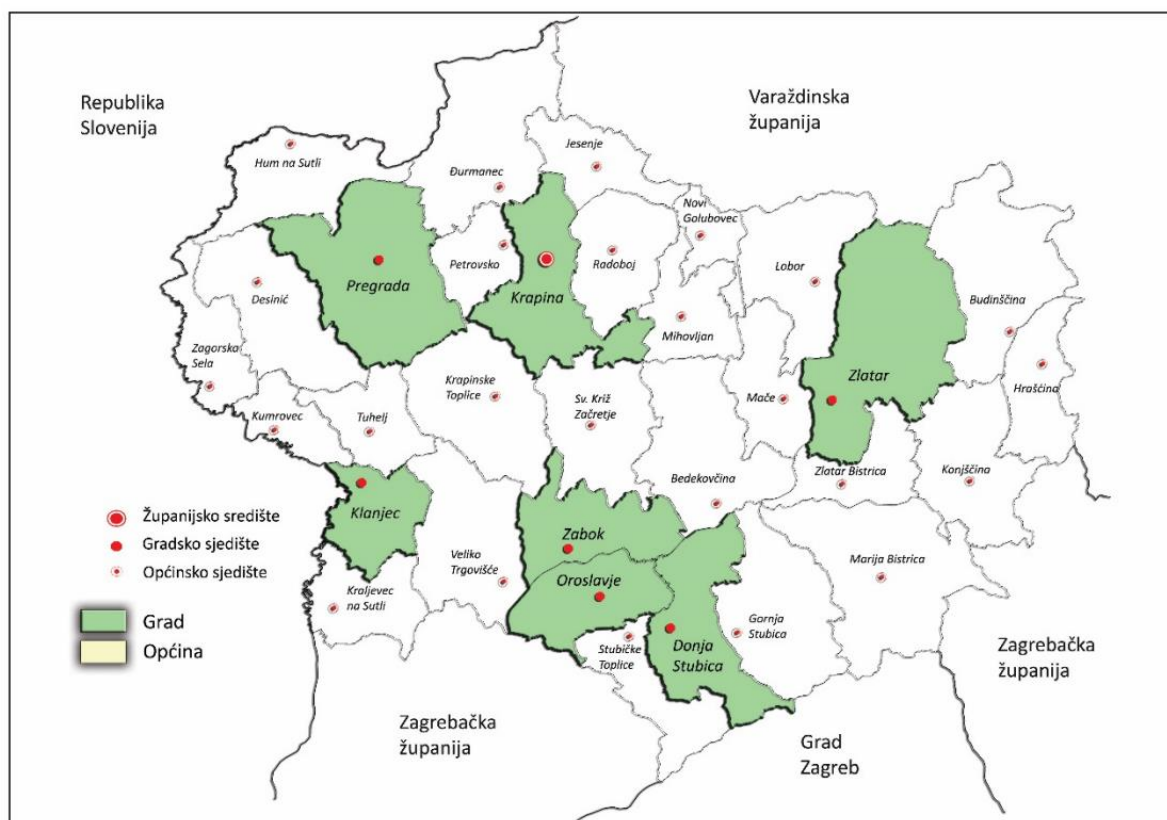 Republika
Slovenija
Varaždinska
županija
Hum na Sutli
Đurmanec
Jesenje
Novi
Golubovec
Petrovsko
Radoboj
Lobor
Pregrada
Krapina
Desinić
Mihovljan
Budinščina
Zagorska
Sela
Krapinske
Toplice
Sv. Križ
Začretje
Mače
Zlatar
Hrašćina
Kumrovec
Tuhelj
Bedekovčina
Zlatar Bistrica
Konjščina
Klanjec
Veliko
Trgovišće
Zabok
Oroslavje
Marija Bistrica
Kraljevec
na Sutli
Stubičke
Toplice
Donja
Stubica
Gornja
Stubica
Županijsko središte
Gradsko sjedište
Općinsko sjedište
Grad
Općina
Zagrebačka
županija
Grad
Zagreb
Zagrebačka
županija